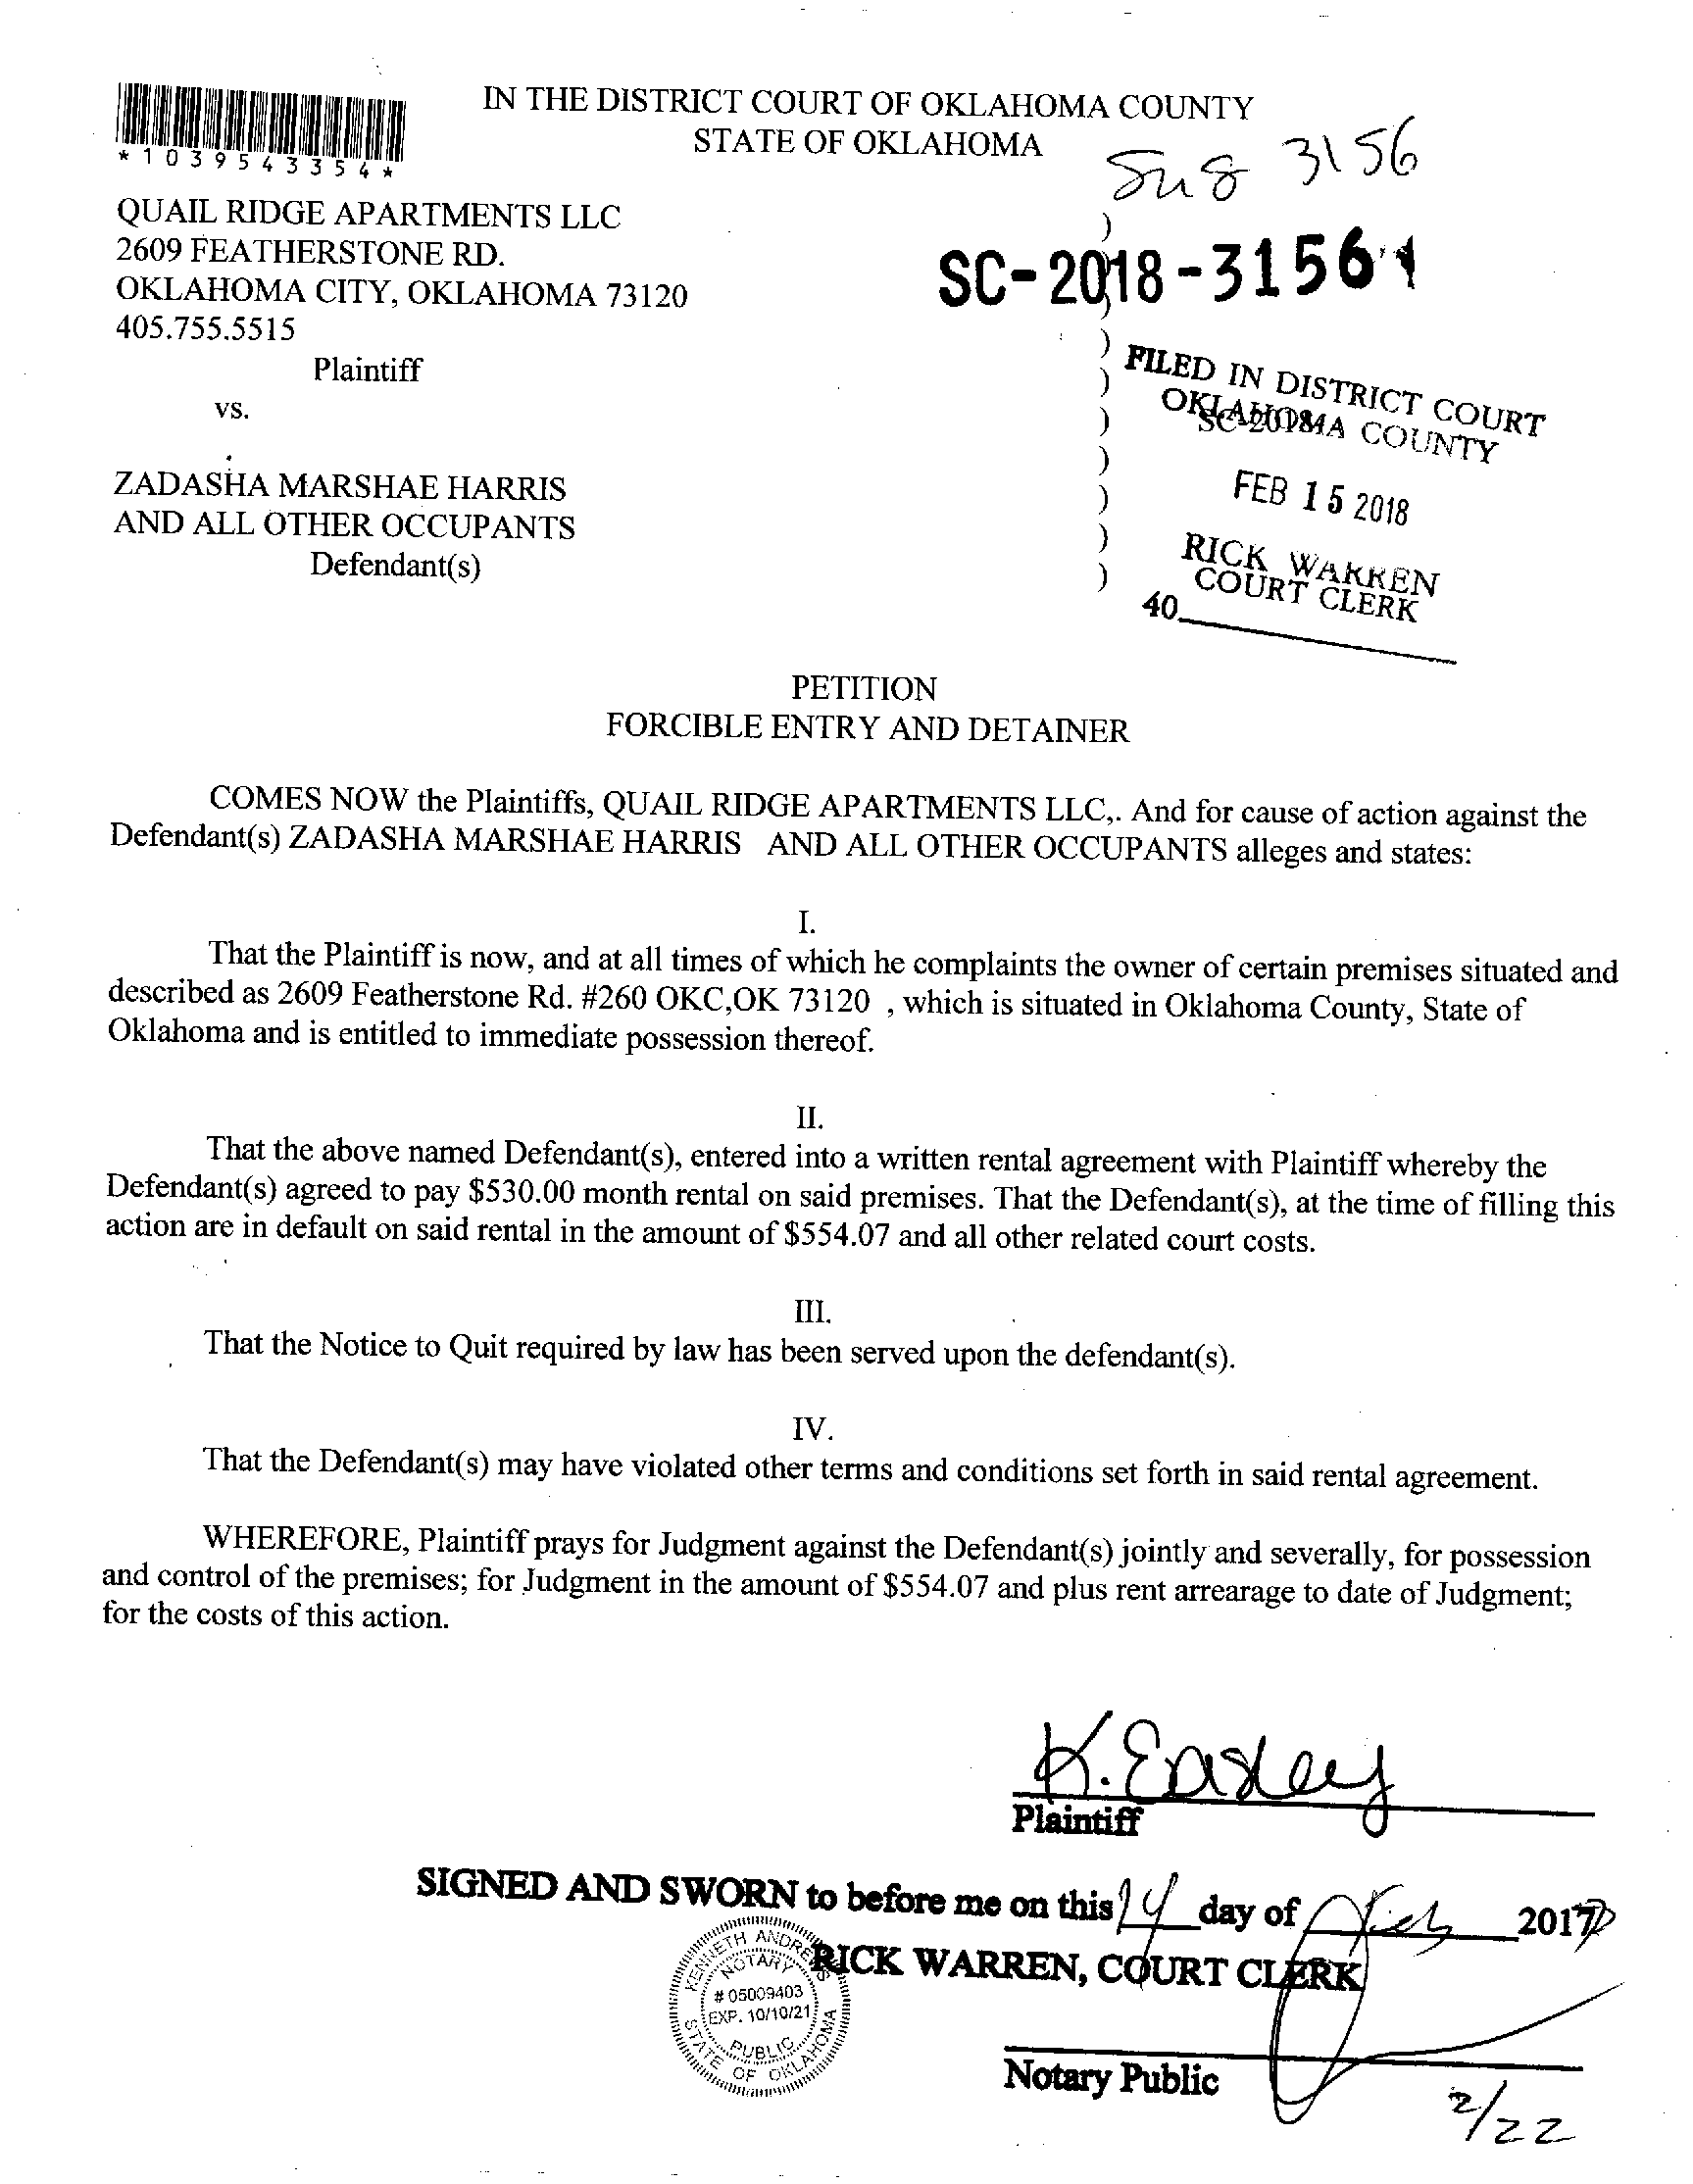 IN THE DISTRICT COURT OF OKLAHOMA COUNTY
STATE OF OKLAHOMA
*1039543354*
3156
QUAIL RIDGE APARTMENTS LLC
2609 FEATHERSTONE RD.
OKLAHOMA CITY, OKLAHOMA 73120
405.755.5515
Plaintiff
vs.
ZADASHA MARSHAE HARRIS
AND ALL OTHER OCCUPANTS
Defendant(s)
)
)
)
)
)
)
)
)
)
)
SC-2018-3156
FILED IN DISTRICT COURT
OKLAHOMA COUNTY
SC-2018-
FEB 15 2018
RICK WARREN
COURT CLERK
40
PETITION
FORCIBLE ENTRY AND DETAINER
COMES NOW the Plaintiffs, QUAIL RIDGE APARTMENTS LLC,. And for cause of action against the
Defendant(s) ZADASHA MARSHAE HARRIS AND ALL OTHER OCCUPANTS alleges and states:
I.
That the Plaintiff is now, and at all times of which he complaints the owner of certain premises situated and
described as 2609 Featherstone Rd. #260 OKC,OK 73120 , which is situated in Oklahoma County, State of
Oklahoma and is entitled to immediate possession thereof.
II.
That the above named Defendant(s), entered into a written rental agreement with Plaintiff whereby the
Defendant(s) agreed to pay $530.00 month rental on said premises. That the Defendant(s), at the time of filling this
action are in default on said rental in the amount of $554.07 and all other related court costs.
III.
That the Notice to Quit required by law has been served upon the defendant(s).
IV.
That the Defendant(s) may have violated other terms and conditions set forth in said rental agreement.
WHEREFORE, Plaintiff prays for Judgment against the Defendant(s) jointly and severally, for possession
and control of the premises; for Judgment in the amount of $554.07 and plus rent arrearage to date of Judgment;
for the costs of this action.
K. Easley
Plaintiff
SIGNED AND SWORN to before me on this 14 day of Feb 2017
RICK WARREN, COURT CLERK
KENNETH ANDREWS
NOTARY
# 05009403
EXP. 10/10/21
PUBLIC
STATE OF OKLAHOMA
Notary Public
2/22